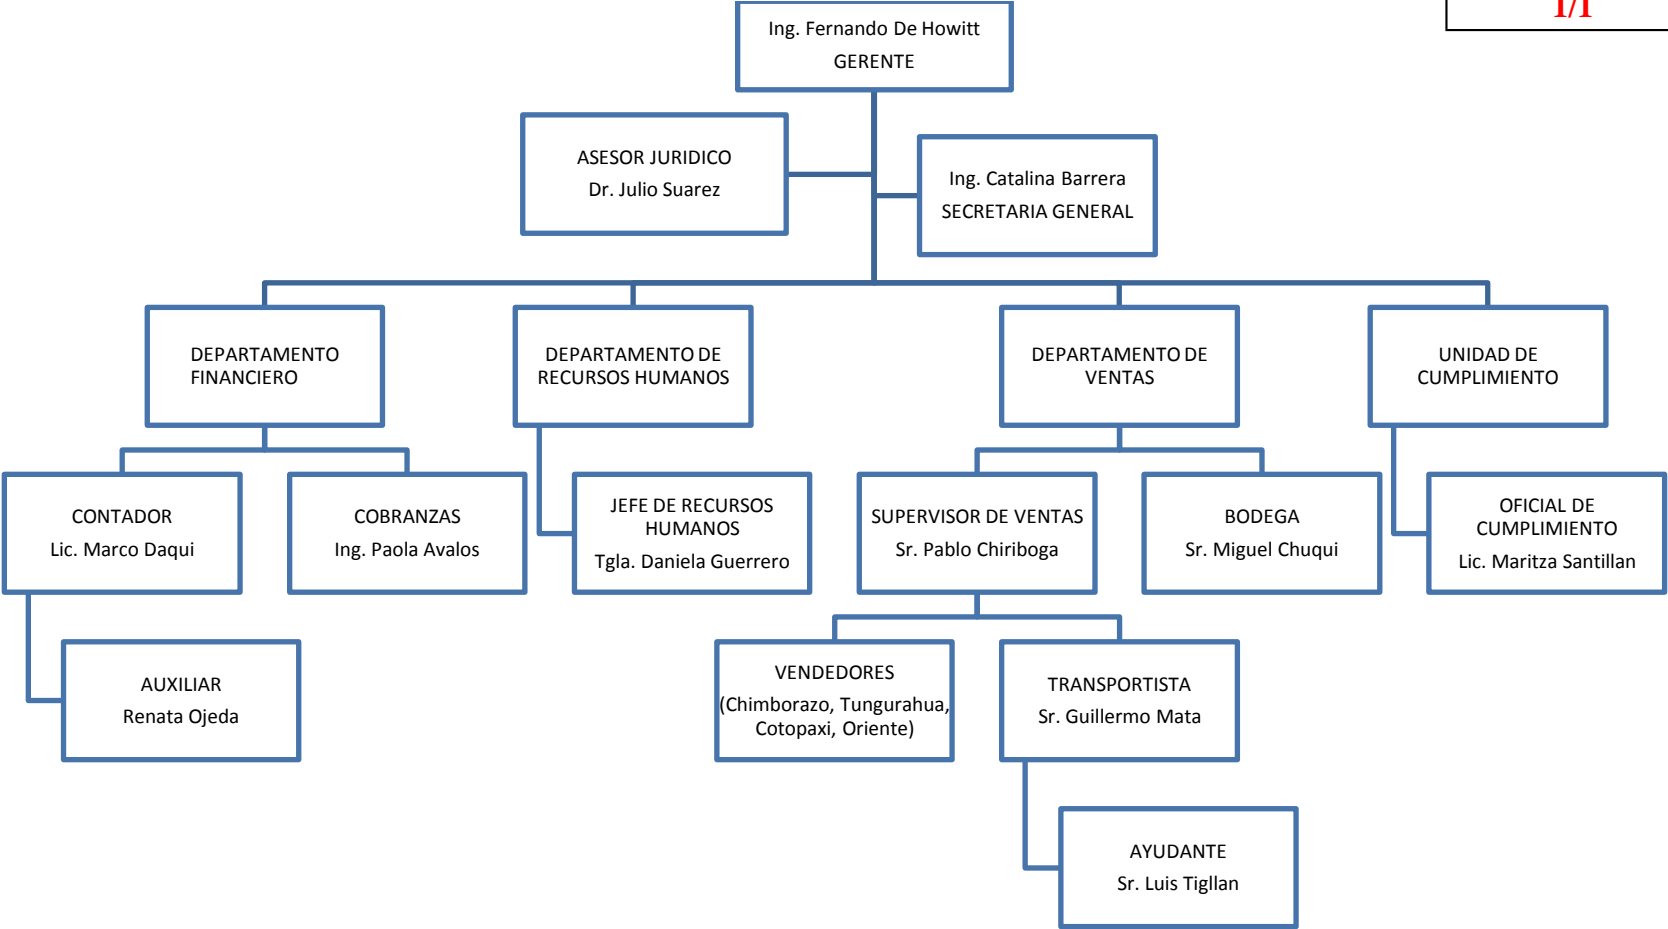 1/1
Ing. Fernando De Howitt
GERENTE
ASESOR JURIDICO
Dr. Julio Suarez
Ing. Catalina Barrera
SECRETARIA GENERAL
DEPARTAMENTO
FINANCIERO
DEPARTAMENTO DE
RECURSOS HUMANOS
DEPARTAMENTO DE
VENTAS
UNIDAD DE
CUMPLIMIENTO
CONTADOR
Lic. Marco Daqui
COBRANZAS
Ing. Paola Avalos
JEFE DE RECURSOS
HUMANOS
Tgla. Daniela Guerrero
SUPERVISOR DE VENTAS
Sr. Pablo Chiriboga
BODEGA
Sr. Miguel Chuqui
OFICIAL DE
CUMPLIMIENTO
Lic. Maritza Santillan
AUXILIAR
Renata Ojeda
VENDEDORES
(Chimborazo, Tungurahua,
Cotopaxi, Oriente)
TRANSPORTISTA
Sr. Guillermo Mata
AYUDANTE
Sr. Luis Tigllan